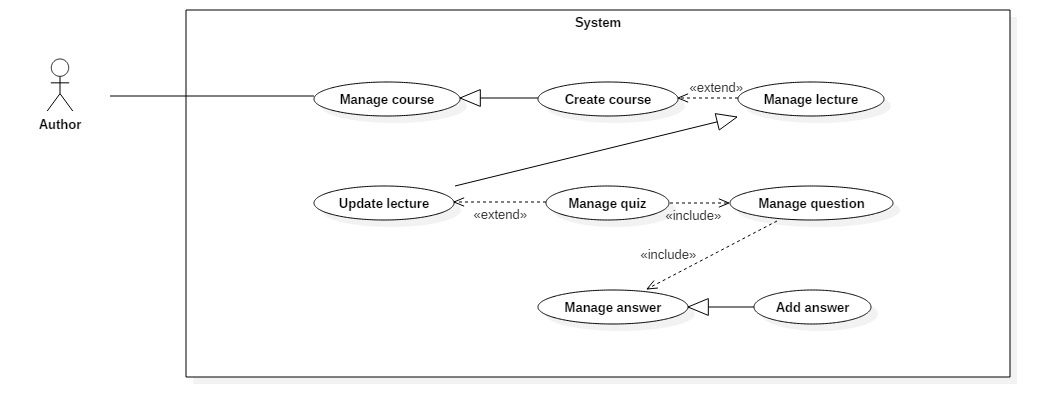 System
Author
Manage course
Create course
«extend»
Manage lecture
Update lecture
«extend»
Manage quiz
«include»
Manage question
«include»
Manage answer
Add answer